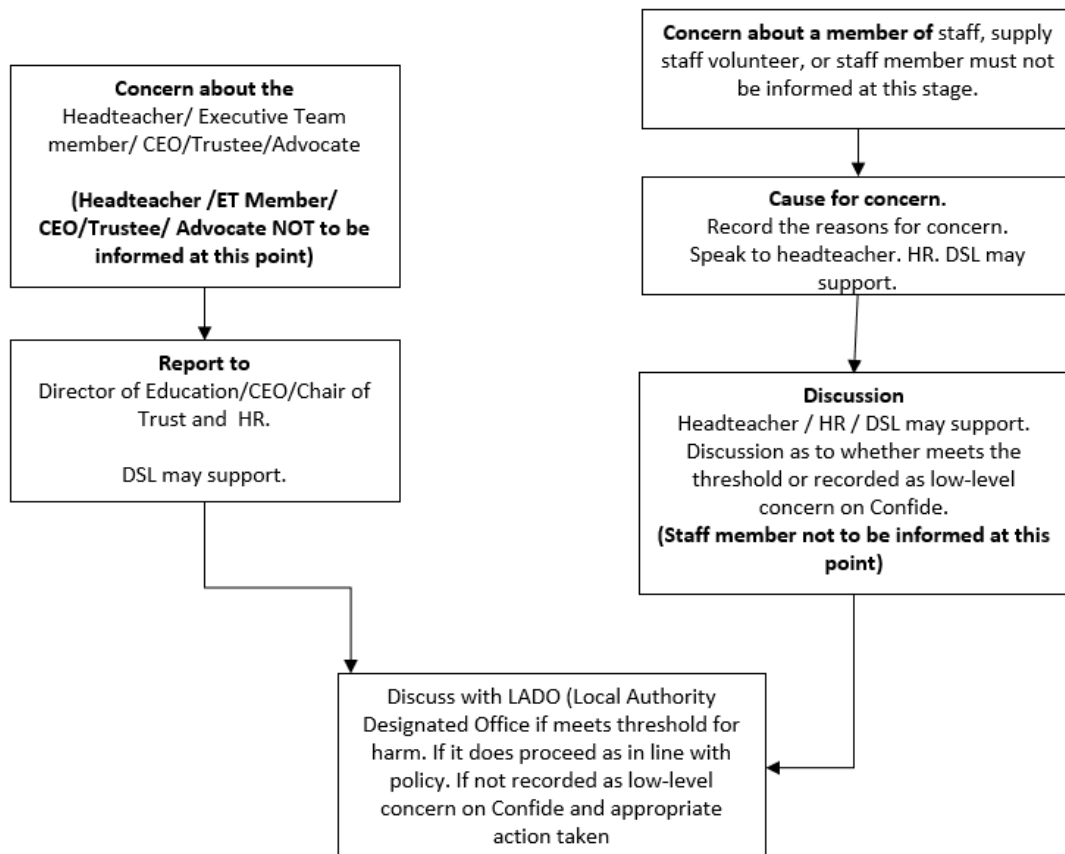 Concern about the
Headteacher/ Executive Team
member/ CEO/Trustee/Advocate
(Headteacher /ET Member/
CEO/Trustee/ Advocate NOT to be
informed at this point)
Report to
Director of Education/CEO/Chair of
Trust and  HR.
DSL may support.
Concern about a member of staff, supply
staff volunteer, or staff member must not
be informed at this stage.
Cause for concern.
Record the reasons for concern.
Speak to headteacher. HR. DSL may
support.
Discussion
Headteacher / HR / DSL may support.
Discussion as to whether meets the
threshold or recorded as low-level
concern on Confide.
(Staff member not to be informed at this
point)
Discuss with LADO (Local Authority
Designated Office if meets threshold for
harm. If it does proceed as in line with
policy. If not recorded as low-level
concern on Confide and appropriate
action taken